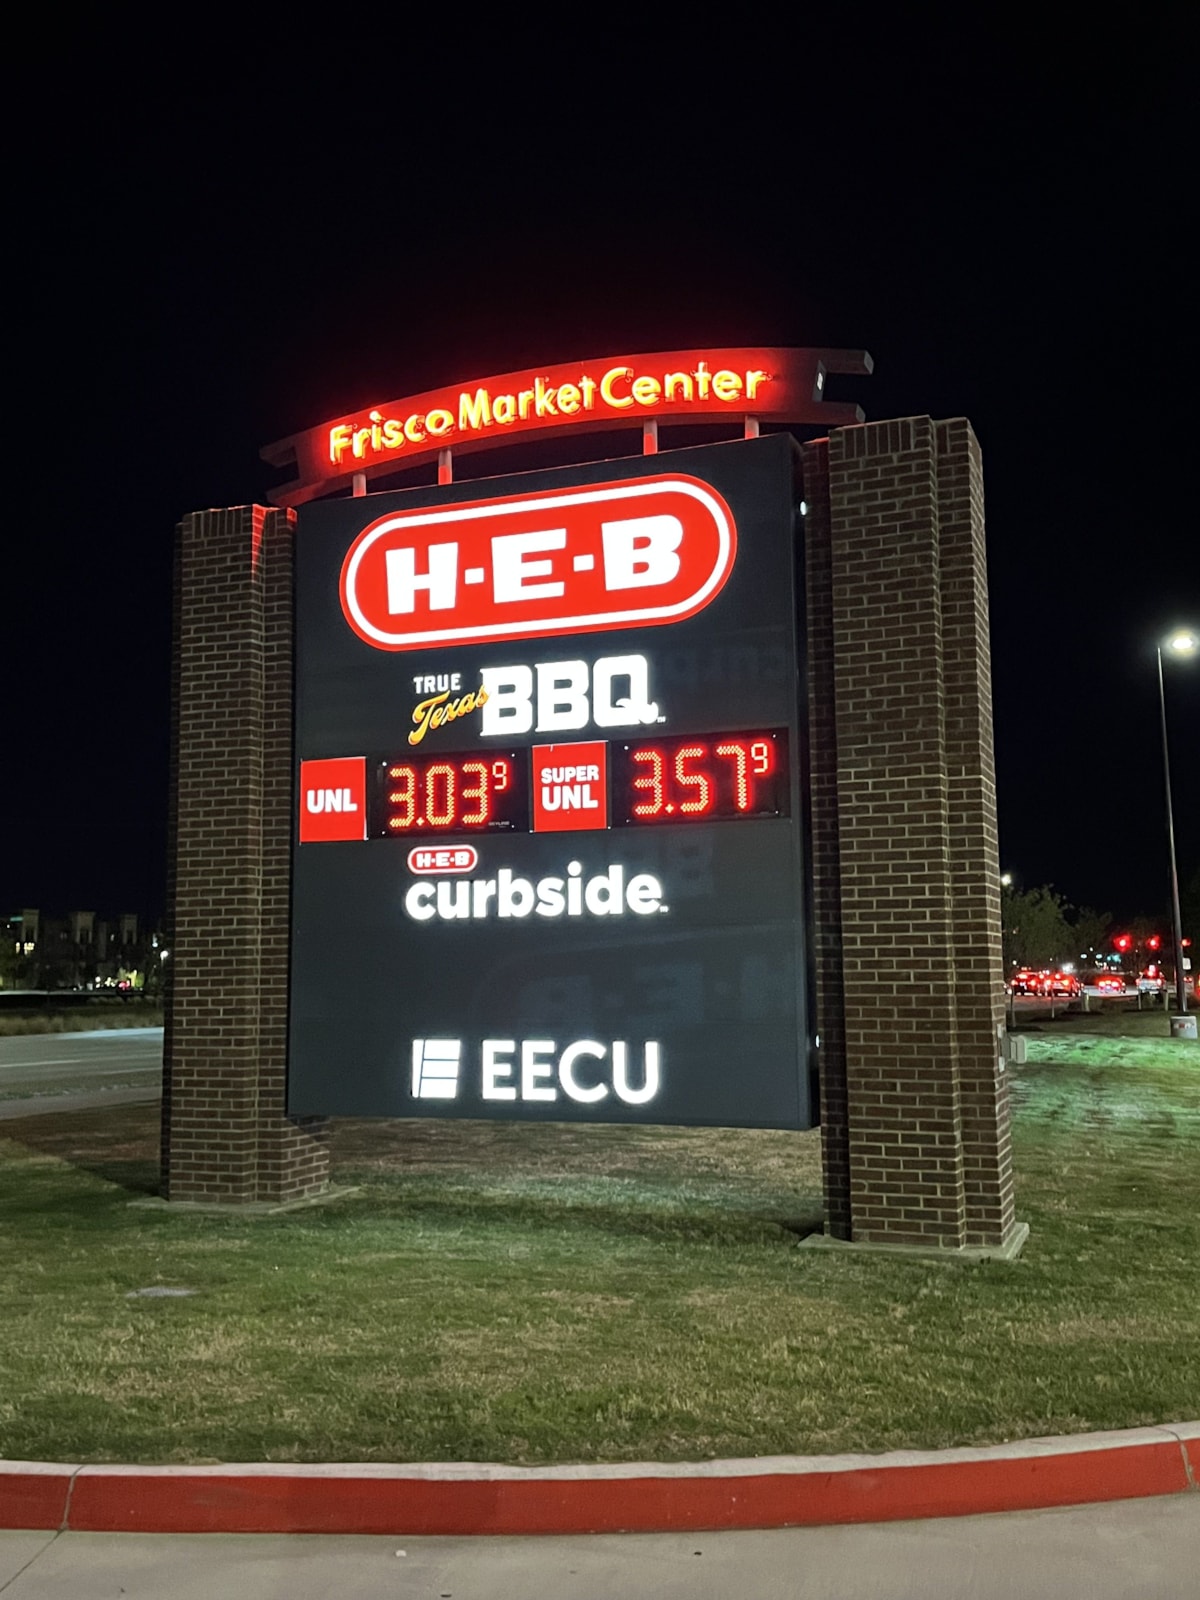 Frisco Market Center
H-E-B
TRUE
Texas BBQ
UNL 3.03 9 SUPER UNL 3.57 9
H-E-B
curbside
EECU